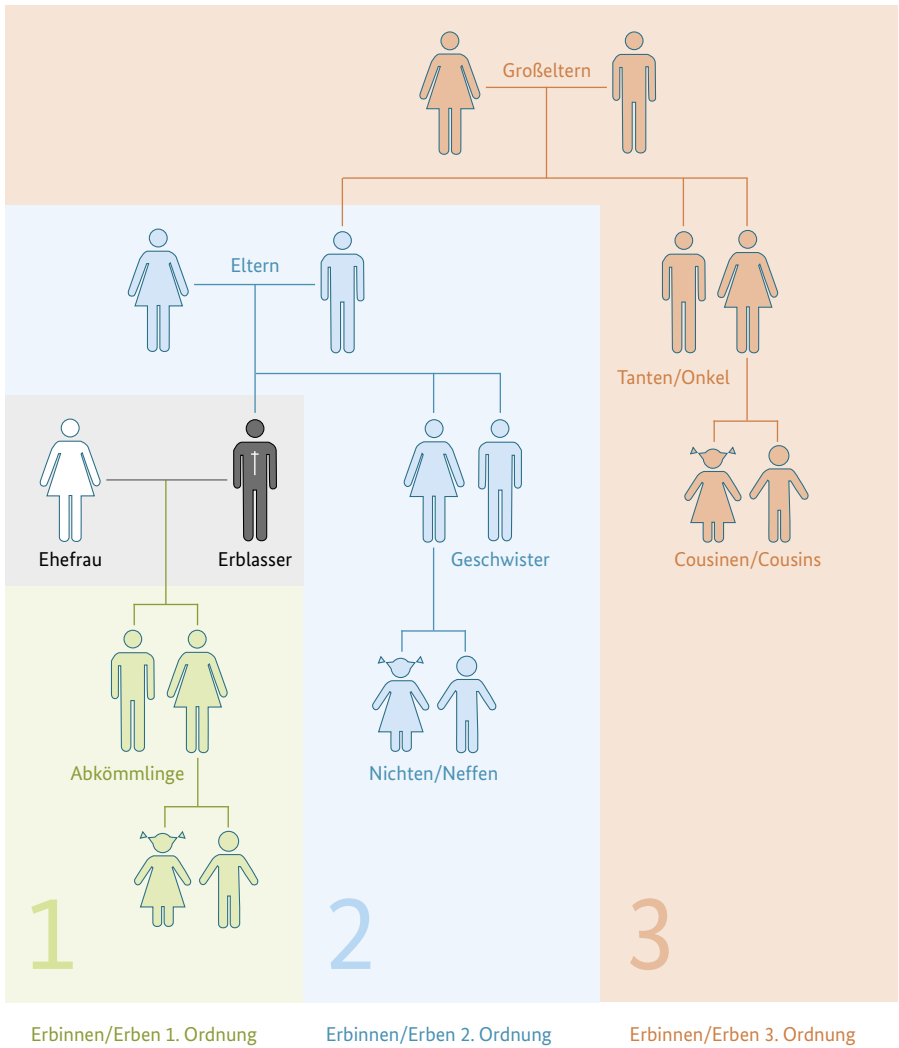 Großeltern
Eltern
Tanten/Onkel
Ehefrau
Erblasser
Geschwister
Cousinen/Cousins
Abkömmlinge
Nichten/Neffen
1
2
3
Erbinnen/Erben 1. Ordnung
Erbinnen/Erben 2. Ordnung
Erbinnen/Erben 3. Ordnung